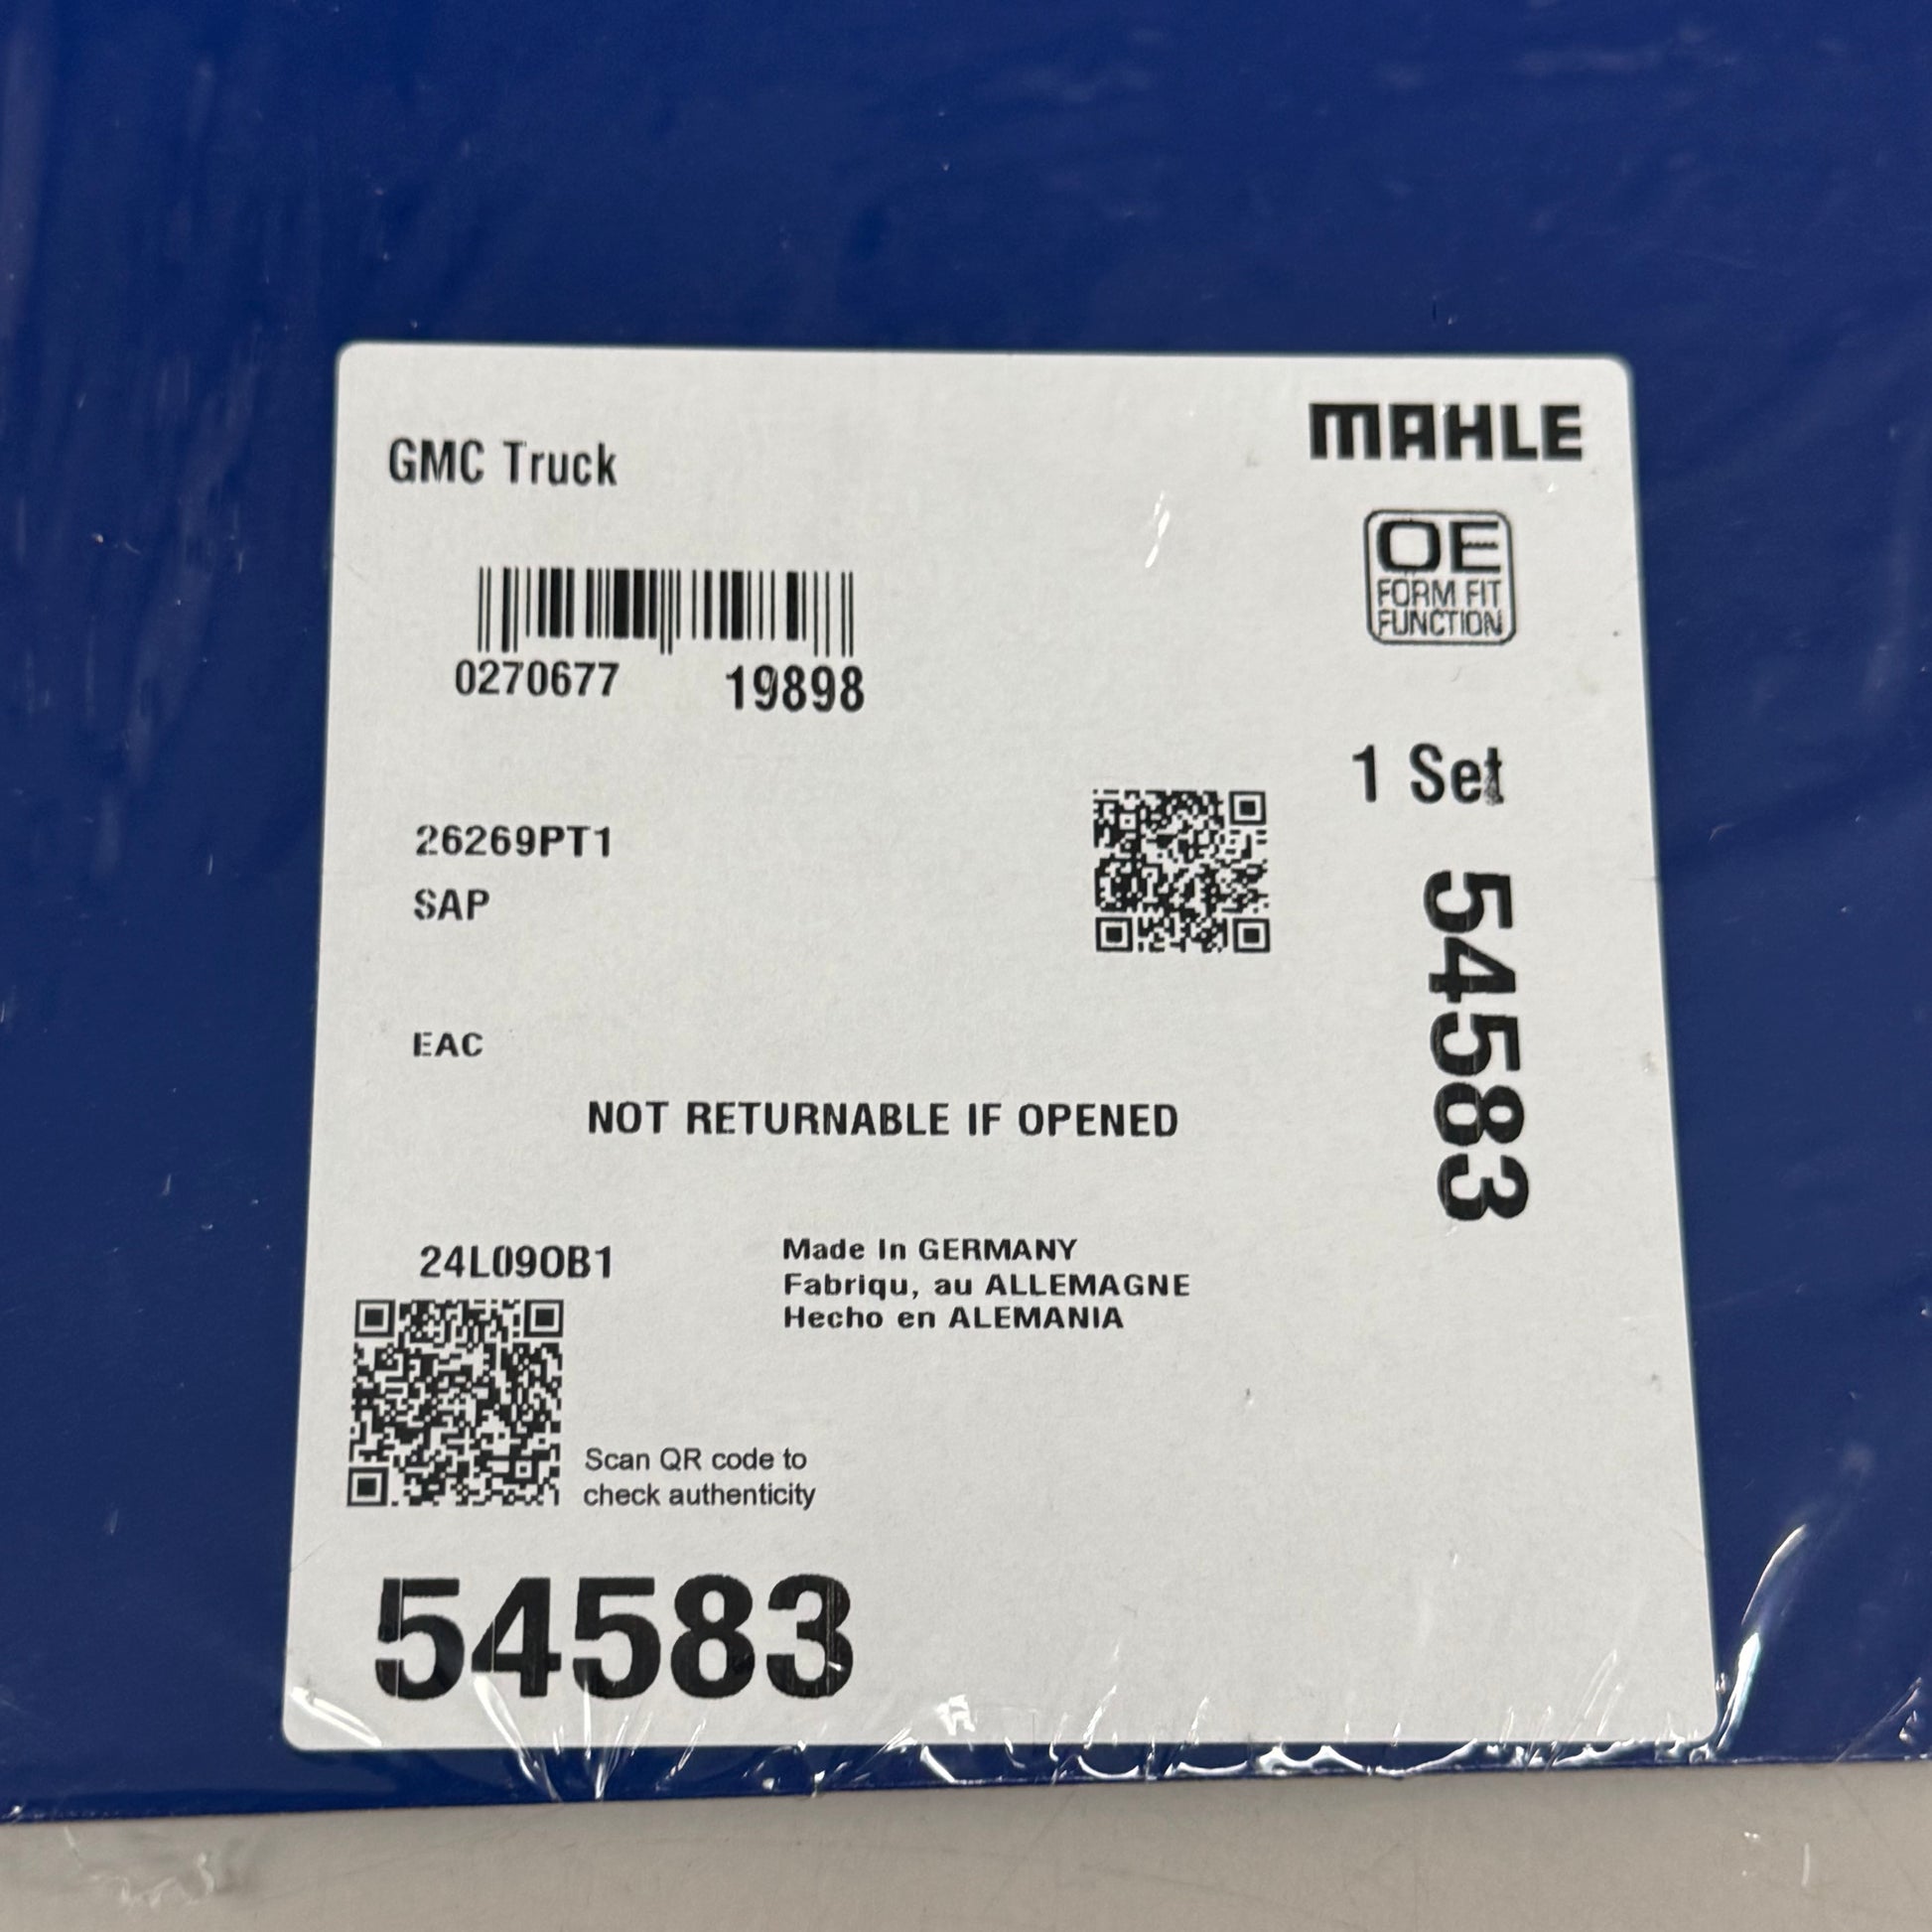 GMC Truck
MAHLE
OE
FORM FIT
FUNCTION
0270677 19898
1 Set
26269PT1
SAP
54583
EAC
NOT RETURNABLE IF OPENED
24L09OB1
Made In GERMANY
Fabriqu, au ALLEMAGNE
Hecho en ALEMANIA
Scan QR code to
check authenticity
54583